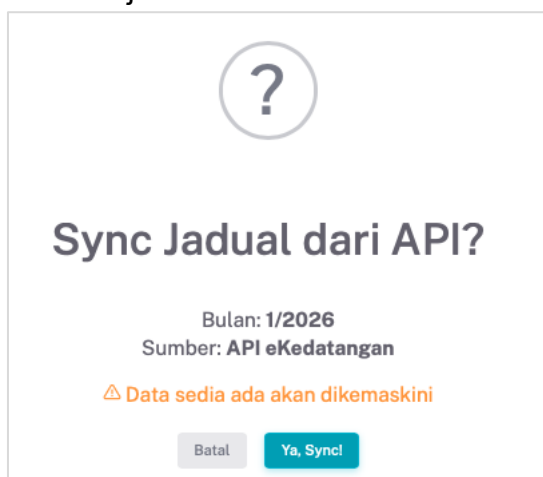 ?
Sync Jadual dari API?
Bulan: 1/2026
Sumber: API eKedatangan
⚠ Data sedia ada akan dikemaskini
Batal
Ya, Sync!